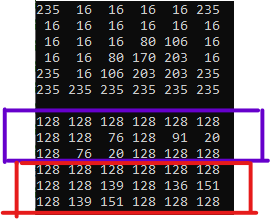 235 16 16 16 16 235
16 16 16 16 16 16
16 16 16 80 106 16
16 16 80 170 203 16
235 16 106 203 203 235
235 235 235 235 235 235
128 128 128 128 128 128
128 128 76 128 91 20
128 76 20 128 128 128
128 128 128 128 128 128
128 128 139 128 136 151
128 139 151 128 128 128